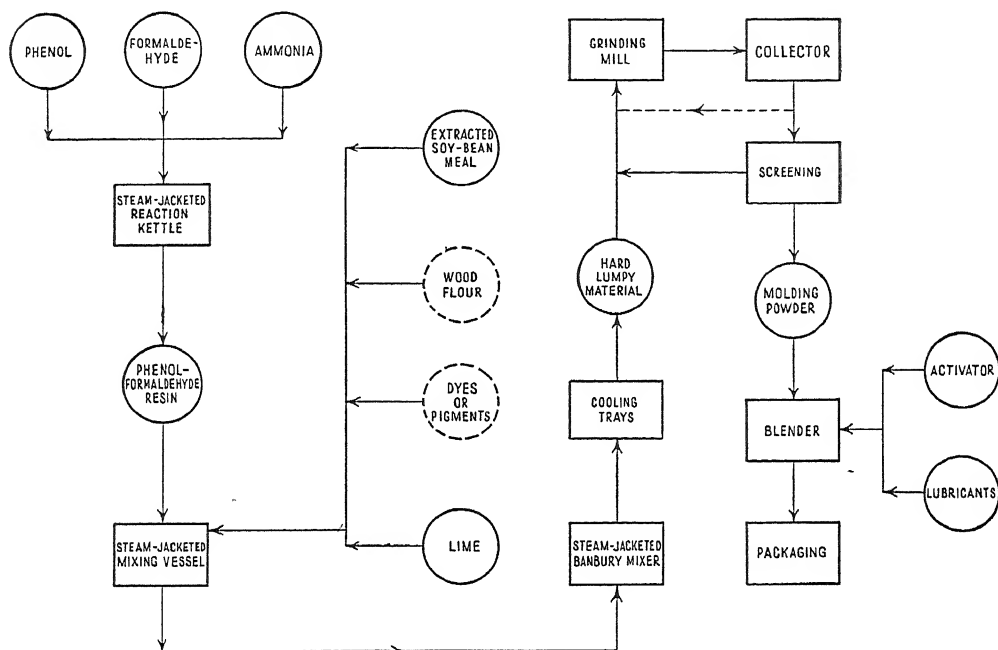 PHENOL
FORMALDE-
HYDE
AMMONIA
STEAM-JACKETED
REACTION
KETTLE
PHENOL-
FORMALDEHYDE
RESIN
STEAM-JACKETED
MIXING VESSEL
EXTRACTED
SOY-BEAN
MEAL
WOOD
FLOUR
DYES
OR
PIGMENTS
LIME
GRINDING
MILL
COLLECTOR
SCREENING
HARD
LUMPY
MATERIAL
MOLDING
POWDER
COOLING
TRAYS
BLENDER
ACTIVATOR
LUBRICANTS
STEAM-JACKETED
BANBURY MIXER
PACKAGING